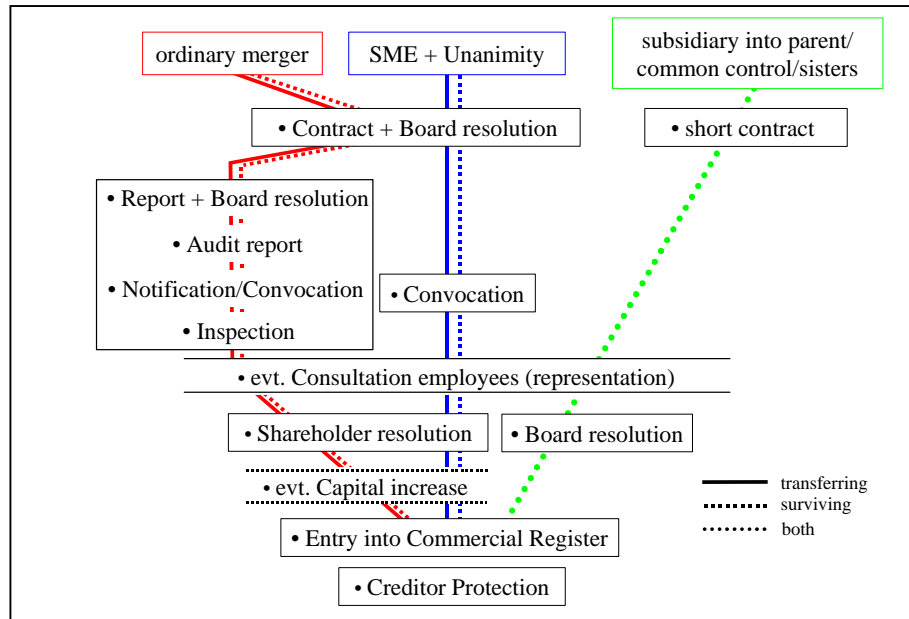 ordinary merger
SME + Unanimity
subsidiary into parent/
common control/sisters
• Contract + Board resolution
• short contract
• Report + Board resolution
• Audit report
• Notification/Convocation
• Inspection
• Convocation
• evt. Consultation employees (representation)
• Shareholder resolution
• Board resolution
• evt. Capital increase
• Entry into Commercial Register
• Creditor Protection
transferring
surviving
both